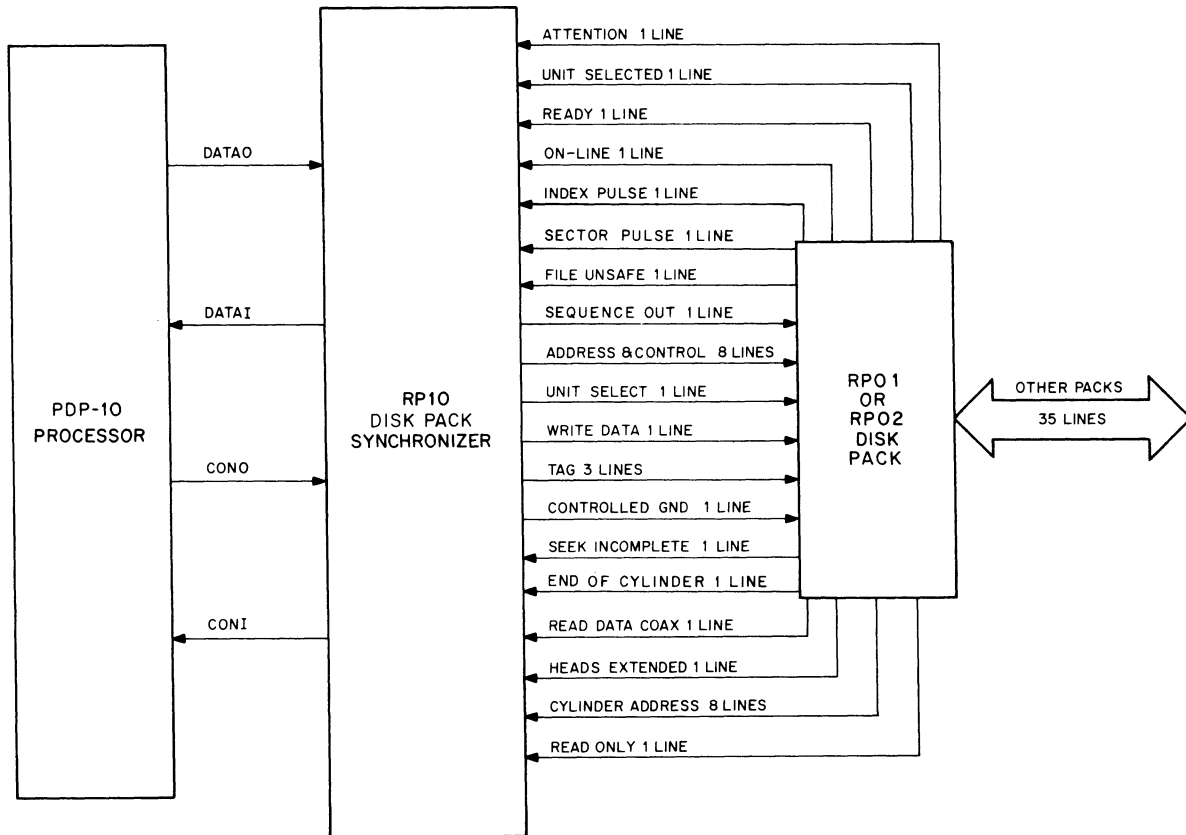 ATTENTION 1 LINE
UNIT SELECTED 1 LINE
READY 1 LINE
DATAO
ON-LINE 1 LINE
INDEX PULSE 1 LINE
SECTOR PULSE 1 LINE
FILE UNSAFE 1 LINE
DATAI
SEQUENCE OUT 1 LINE
ADDRESS & CONTROL 8 LINES
PDP-10
PROCESSOR
RP10
DISK PACK
SYNCHRONIZER
UNIT SELECT 1 LINE
WRITE DATA 1 LINE
RP01
OR
RP02
DISK
PACK
OTHER PACKS
35 LINES
CONO
TAG 3 LINES
CONTROLLED GND 1 LINE
SEEK INCOMPLETE 1 LINE
END OF CYLINDER 1 LINE
CONI
READ DATA COAX 1 LINE
HEADS EXTENDED 1 LINE
CYLINDER ADDRESS 8 LINES
READ ONLY 1 LINE